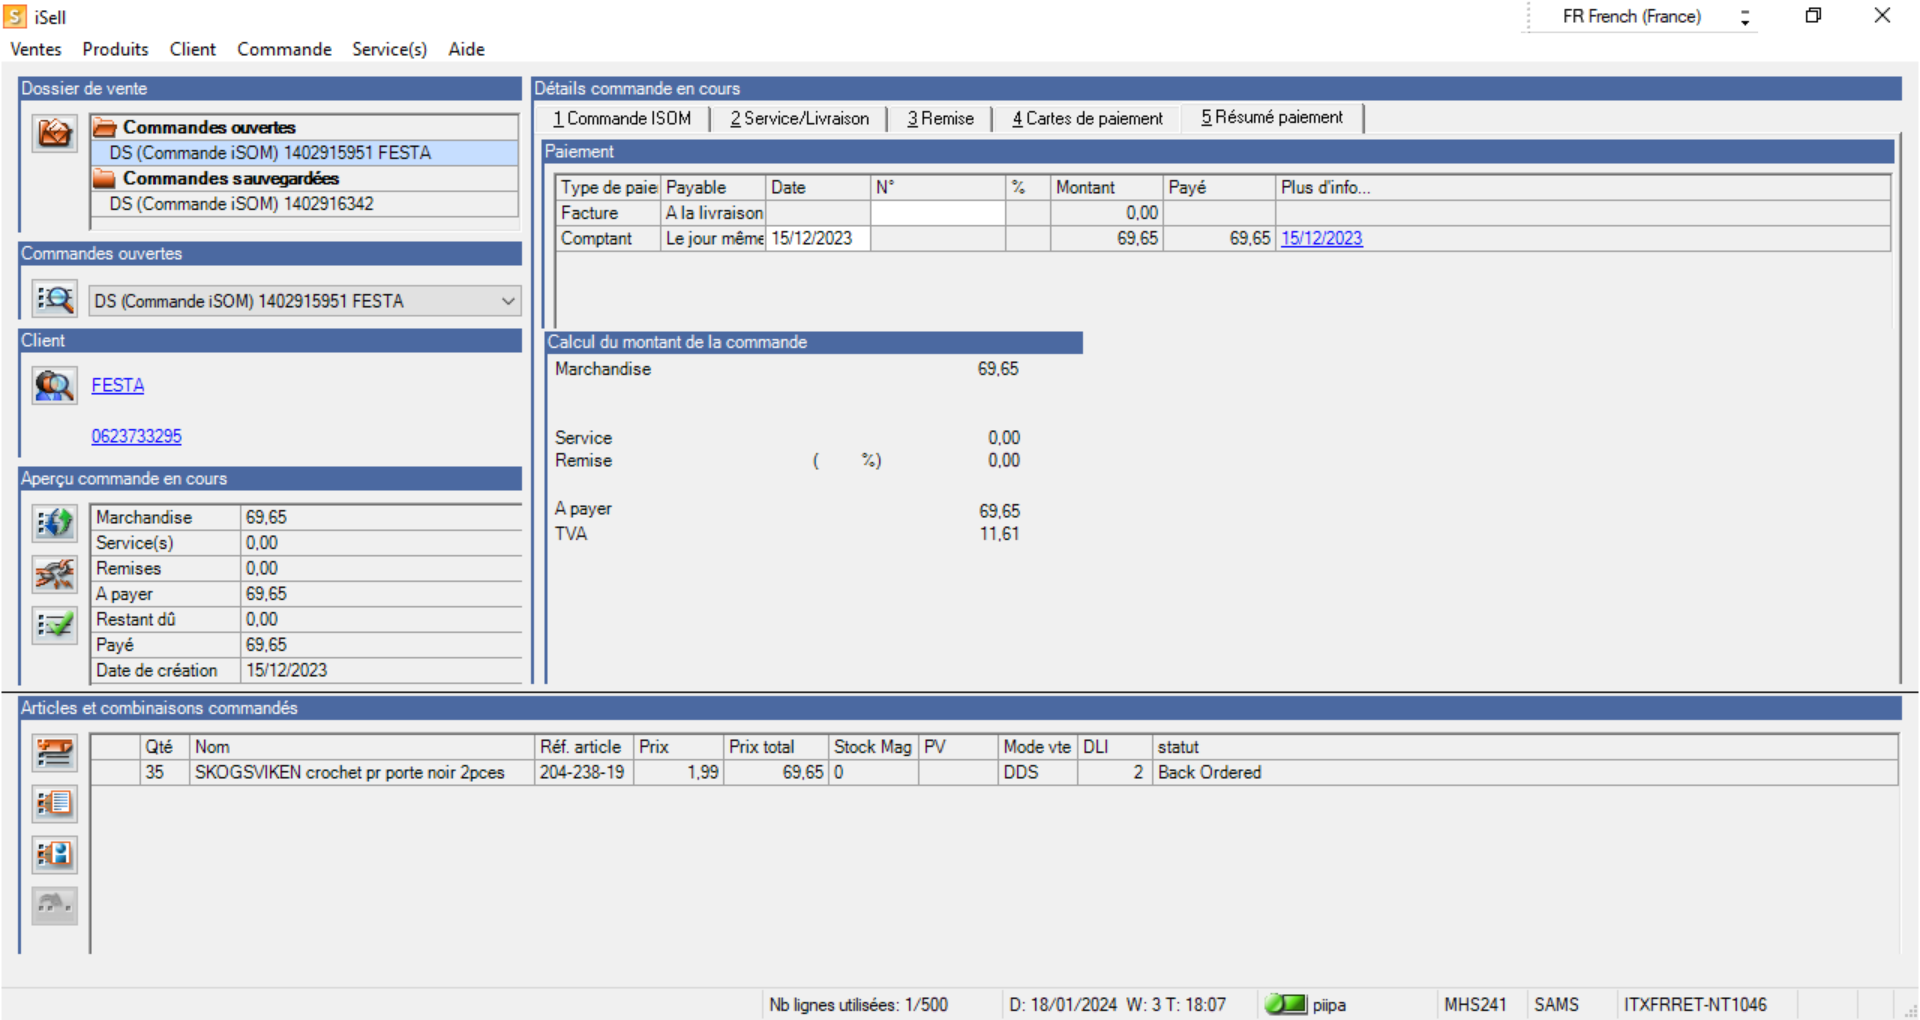 iSell
FR French (France)
Ventes Produits Client Commande Service(s) Aide
Dossier de vente
Commandes ouvertes
DS (Commande iSOM) 1402915951 FESTA
Commandes sauvegardées
DS (Commande iSOM) 1402916342
Commandes ouvertes
DS (Commande iSOM) 1402915951 FESTA
Client
FESTA
0623733295
Aperçu commande en cours
Marchandise 69,65
Service(s) 0,00
Remises 0,00
A payer 69,65
Restant dû 0,00
Payé 69,65
Date de création 15/12/2023
Détails commande en cours
1 Commande ISOM 2 Service/Livraison 3 Remise 4 Cartes de paiement 5 Résumé paiement
Paiement
Type de paie Payable Date N° % Montant Payé Plus d'info...
Facture A la livraison 0,00
Comptant Le jour même 15/12/2023 69,65 69,65 15/12/2023
Calcul du montant de la commande
Marchandise 69,65
Service 0,00
Remise ( %) 0,00
A payer 69,65
TVA 11,61
Articles et combinaisons commandés
Qté Nom Réf. article Prix Prix total Stock Mag PV Mode vte DLI statut
35 SKOGSVIKEN crochet pr porte noir 2pces 204-238-19 1,99 69,65 0 DDS 2 Back Ordered
Nb lignes utilisées: 1/500 D: 18/01/2024 W: 3 T: 18:07 piipa MHS241 SAMS ITXFRRET-NT1046